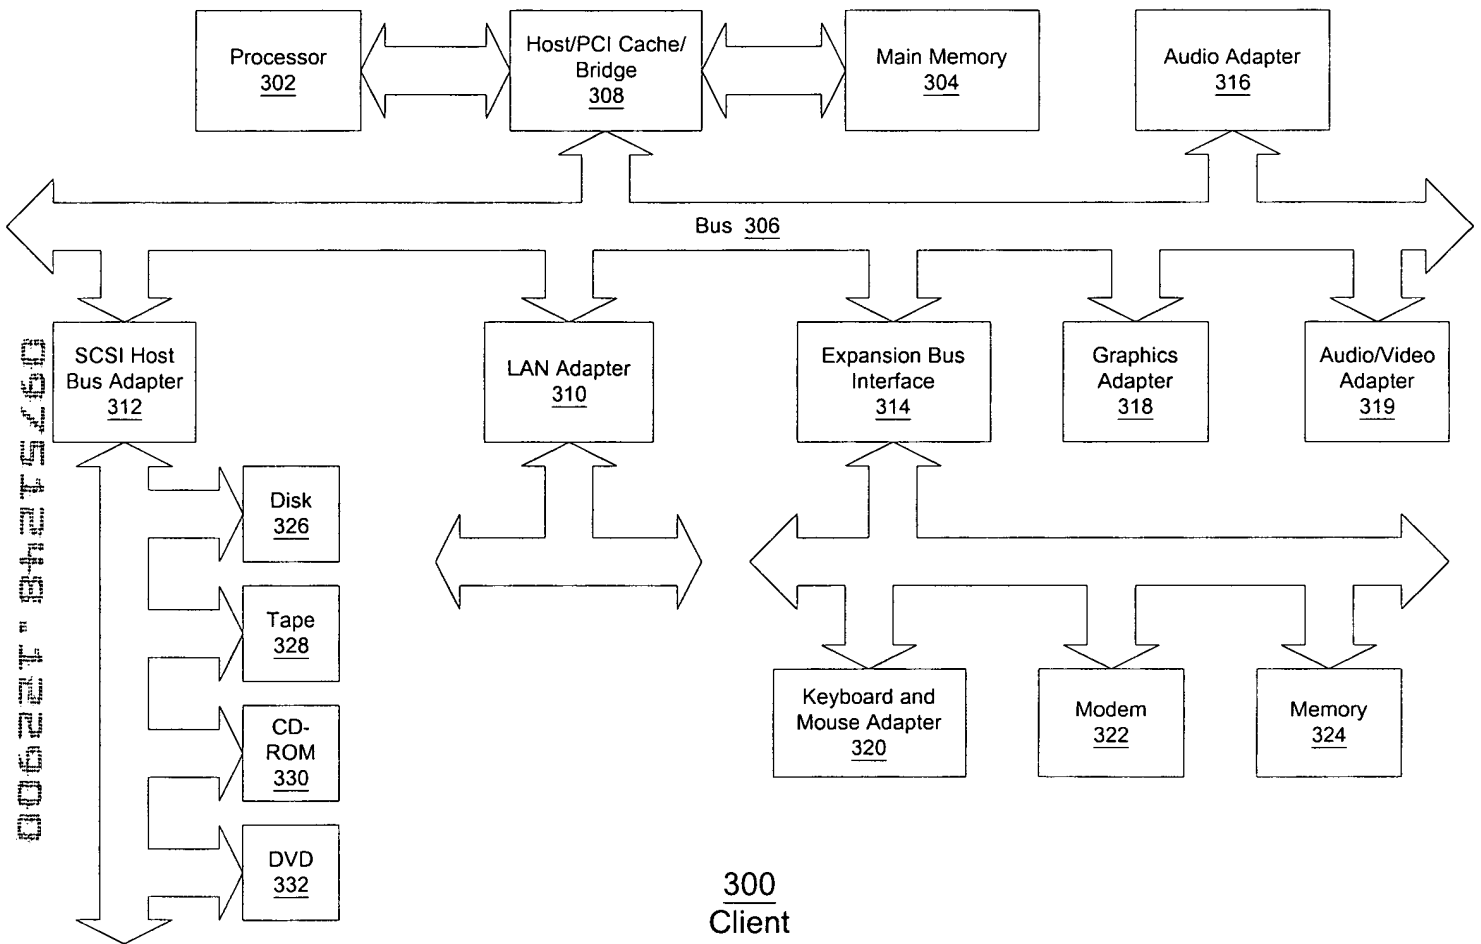 Processor
302
Host/PCI Cache/
Bridge
308
Main Memory
304
Audio Adapter
316
Bus 306
SCSI Host
Bus Adapter
312
LAN Adapter
310
Expansion Bus
Interface
314
Graphics
Adapter
318
Audio/Video
Adapter
319
Disk
326
Tape
328
CD-
ROM
330
DVD
332
Keyboard and
Mouse Adapter
320
Modem
322
Memory
324
300
Client
09751248.122900